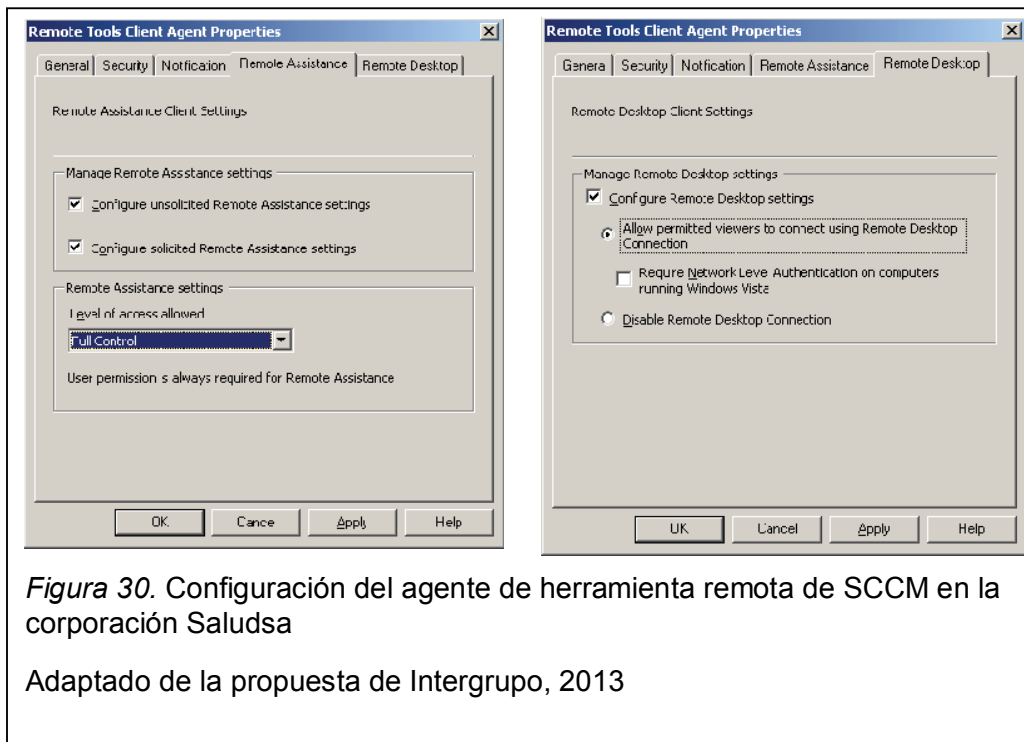 Remote Tools Client Agent Properties
General Security Notfication Remole Assistance Remote Desktop
Remole Assistance Client Settings
Manage Remote Assstance settings
Configure unsolicited Remote Assistance settings
Configure solicited Remote Assistance settings
Remote Assistance settings
Level of access allowed
Full Control
User permission s always required for Remote Assistance
OK Cance Apply Help
Remote Tools Client Agent Properties
Genera Security Notfication Remote Assistance Remote Desktop
Remote Desktop Client Settings
Manage Remote Desktop settings
Configure Remote Desktop settings
Allow permitted viewers to connect using Remote Desktop
Connection
Requre Network Level Authentication on computers
running Windows Vista
Disable Remote Desktop Connection
OK Cancel Apply Help
Figura 30. Configuración del agente de herramienta remota de SCCM en la
corporación Saludsa
Adaptado de la propuesta de Intergrupo, 2013